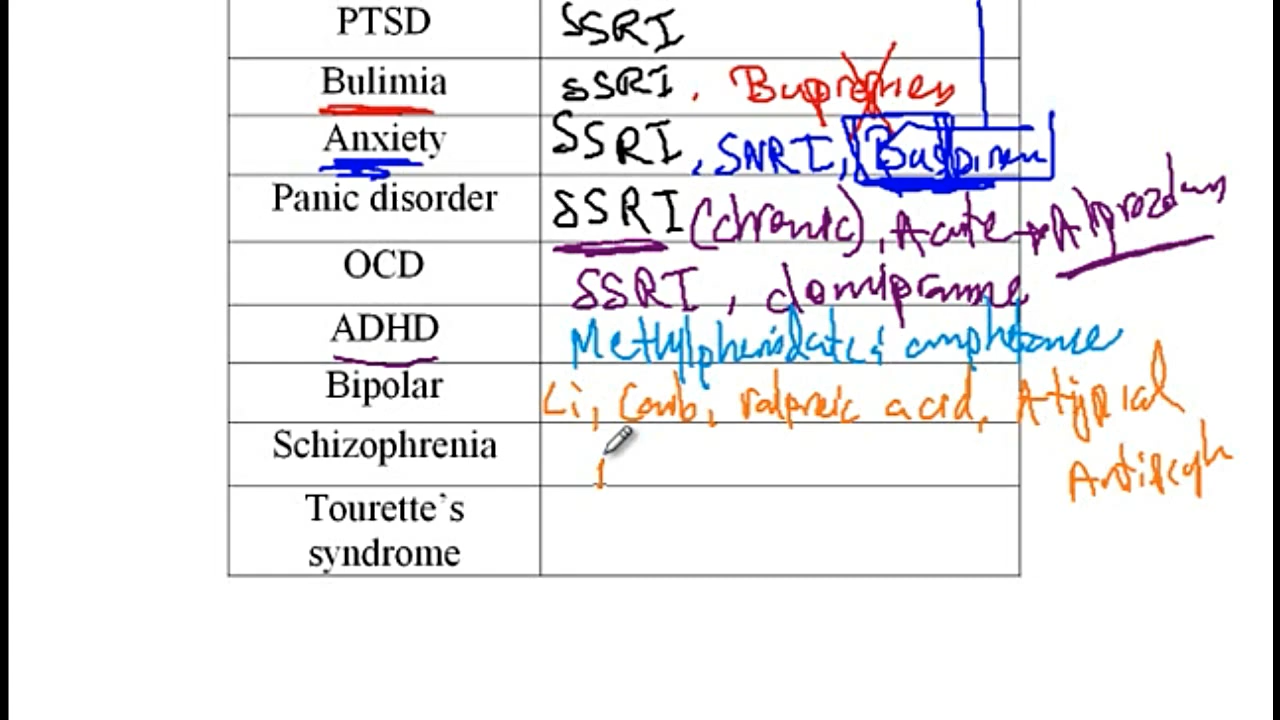 PTSD SSRI
Bulimia SSRI, Bupropion
Anxiety SSRI, SNRI, Buspiron
Panic disorder SSRI (chronic), Acute → Alprazolam
OCD SSRI, clomipramine
ADHD Methylphenidate; amphetamine
Bipolar Li, Carb, valproic acid, Atypical
Schizophrenia Antipsych
Tourette's
syndrome